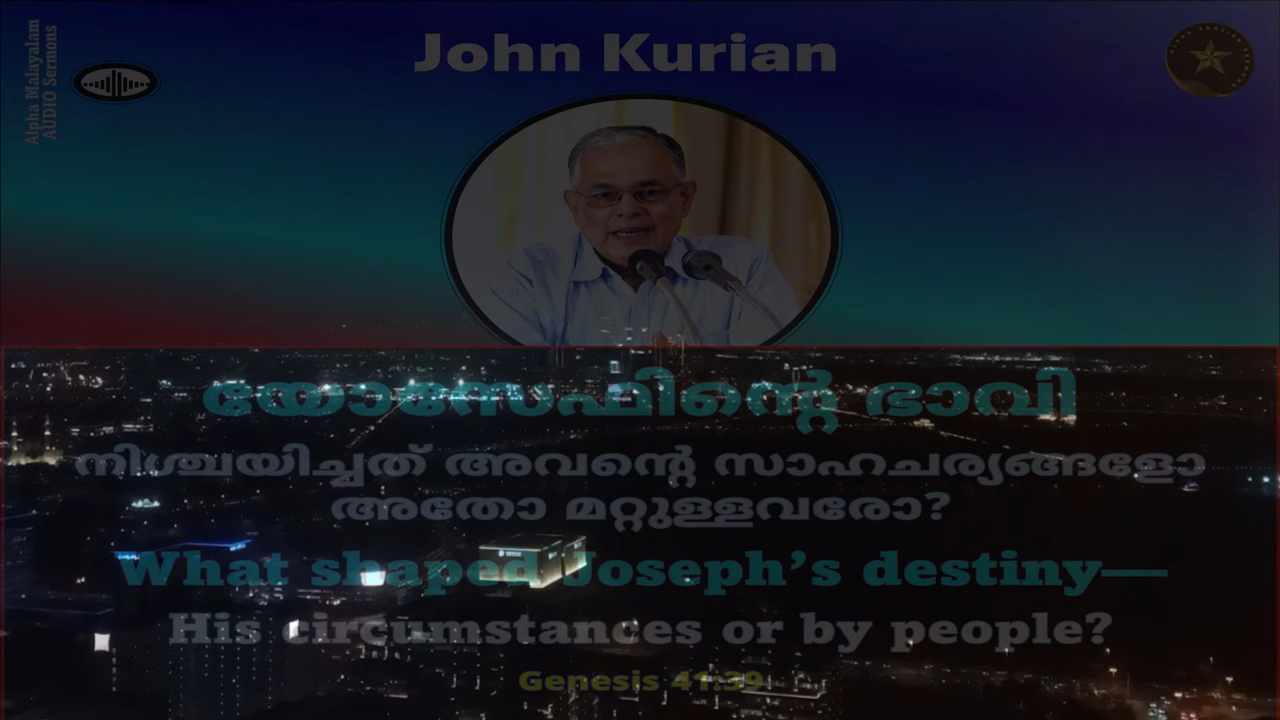 Alpha Malayalam
AUDIO Sermons
John Kurian
യോസേഫിന്റെ ഭാവി
നിശ്ചയിച്ചത് അവന്റെ സാഹചര്യങ്ങളോ
അതോ മറ്റുള്ളവരോ?
What shaped Joseph’s destiny—
His circumstances or by people?
Genesis 41:39